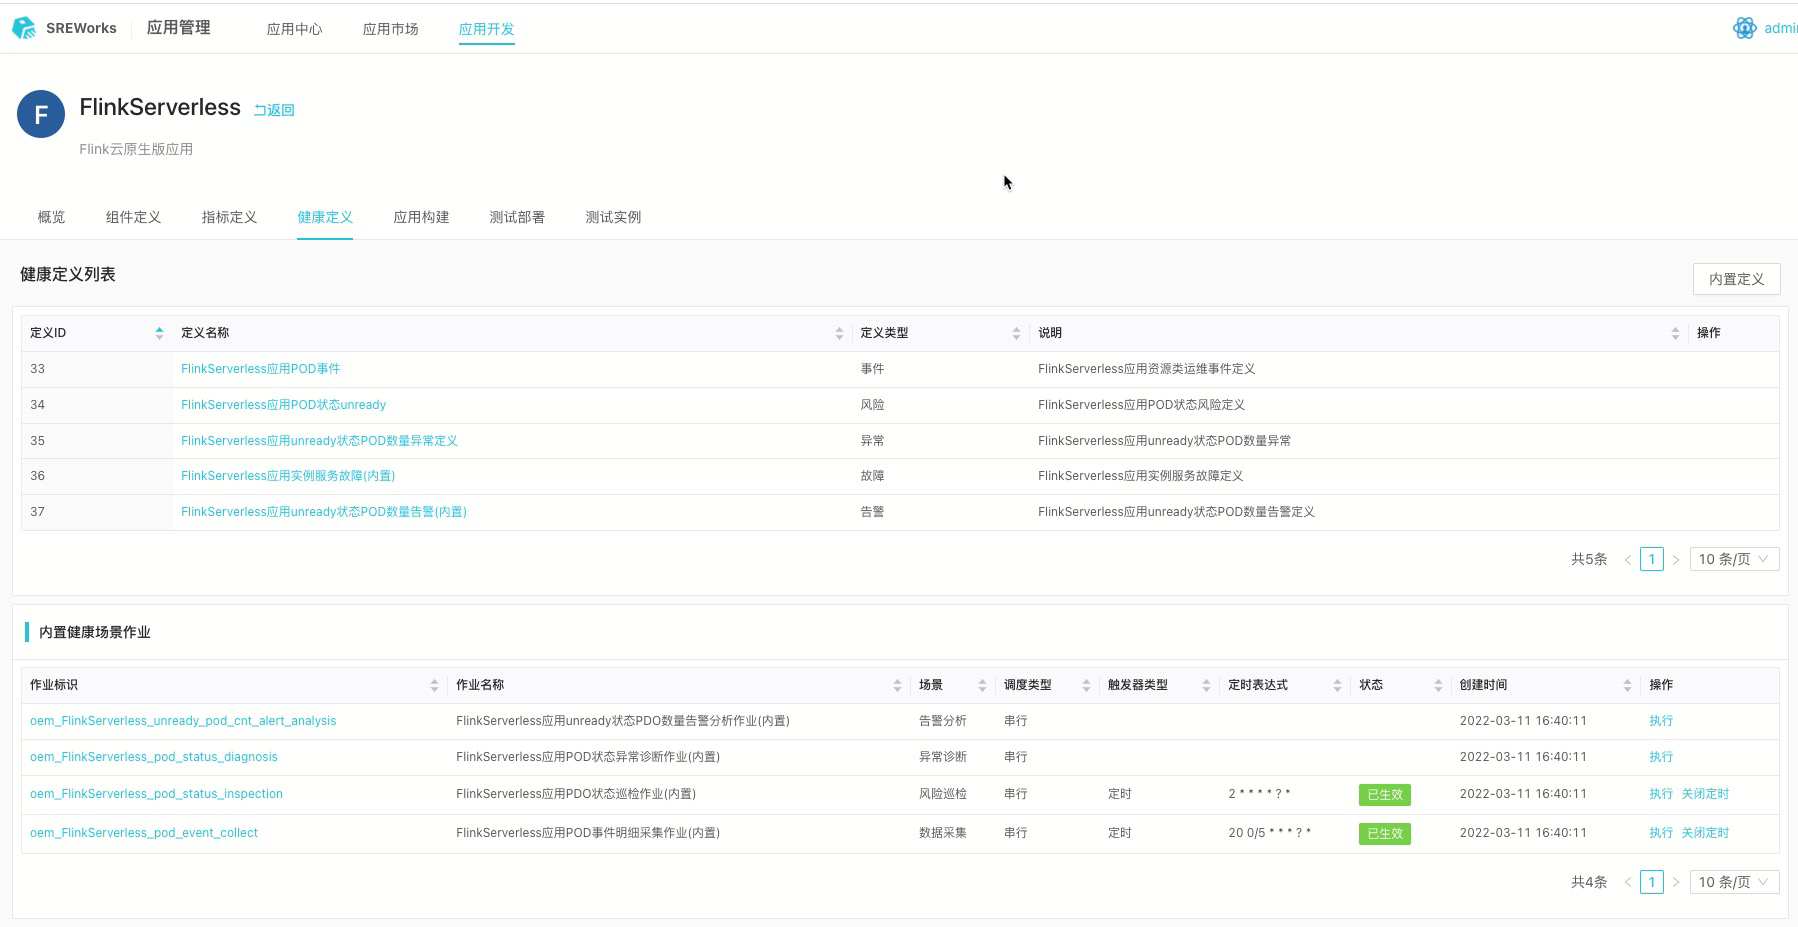 SREWorks 应用管理 应用中心 应用市场 应用开发
F FlinkServerless 返回
Flink云原生版应用
概览 组件定义 指标定义 健康定义 应用构建 测试部署 测试实例
健康定义列表 内置定义
定义ID 定义名称 定义类型 说明 操作
33 FlinkServerless应用POD事件 事件 FlinkServerless应用资源类运维事件定义
34 FlinkServerless应用POD状态unready 风险 FlinkServerless应用POD状态风险定义
35 FlinkServerless应用unready状态POD数量异常定义 异常 FlinkServerless应用unready状态POD数量异常
36 FlinkServerless应用实例服务故障(内置) 故障 FlinkServerless应用实例服务故障定义
37 FlinkServerless应用unready状态POD数量告警(内置) 告警 FlinkServerless应用unready状态POD数量告警定义
共5条 < 1 > 10 条/页
内置健康场景作业
作业标识 作业名称 场景 调度类型 触发器类型 定时表达式 状态 创建时间 操作
oem_FlinkServerless_unready_pod_cnt_alert_analysis FlinkServerless应用unready状态PDO数量告警分析作业(内置) 告警分析 串行 2022-03-11 16:40:11 执行
oem_FlinkServerless_pod_status_diagnosis FlinkServerless应用POD状态异常诊断作业(内置) 异常诊断 串行 2022-03-11 16:40:11 执行
oem_FlinkServerless_pod_status_inspection FlinkServerless应用PDO状态巡检作业(内置) 风险巡检 串行 定时 2 * * * * ? * 已生效 2022-03-11 16:40:11 执行 关闭定时
oem_FlinkServerless_pod_event_collect FlinkServerless应用POD事件明细采集作业(内置) 数据采集 串行 定时 20 0/5 * * * ? * 已生效 2022-03-11 16:40:11 执行 关闭定时
共4条 < 1 > 10 条/页